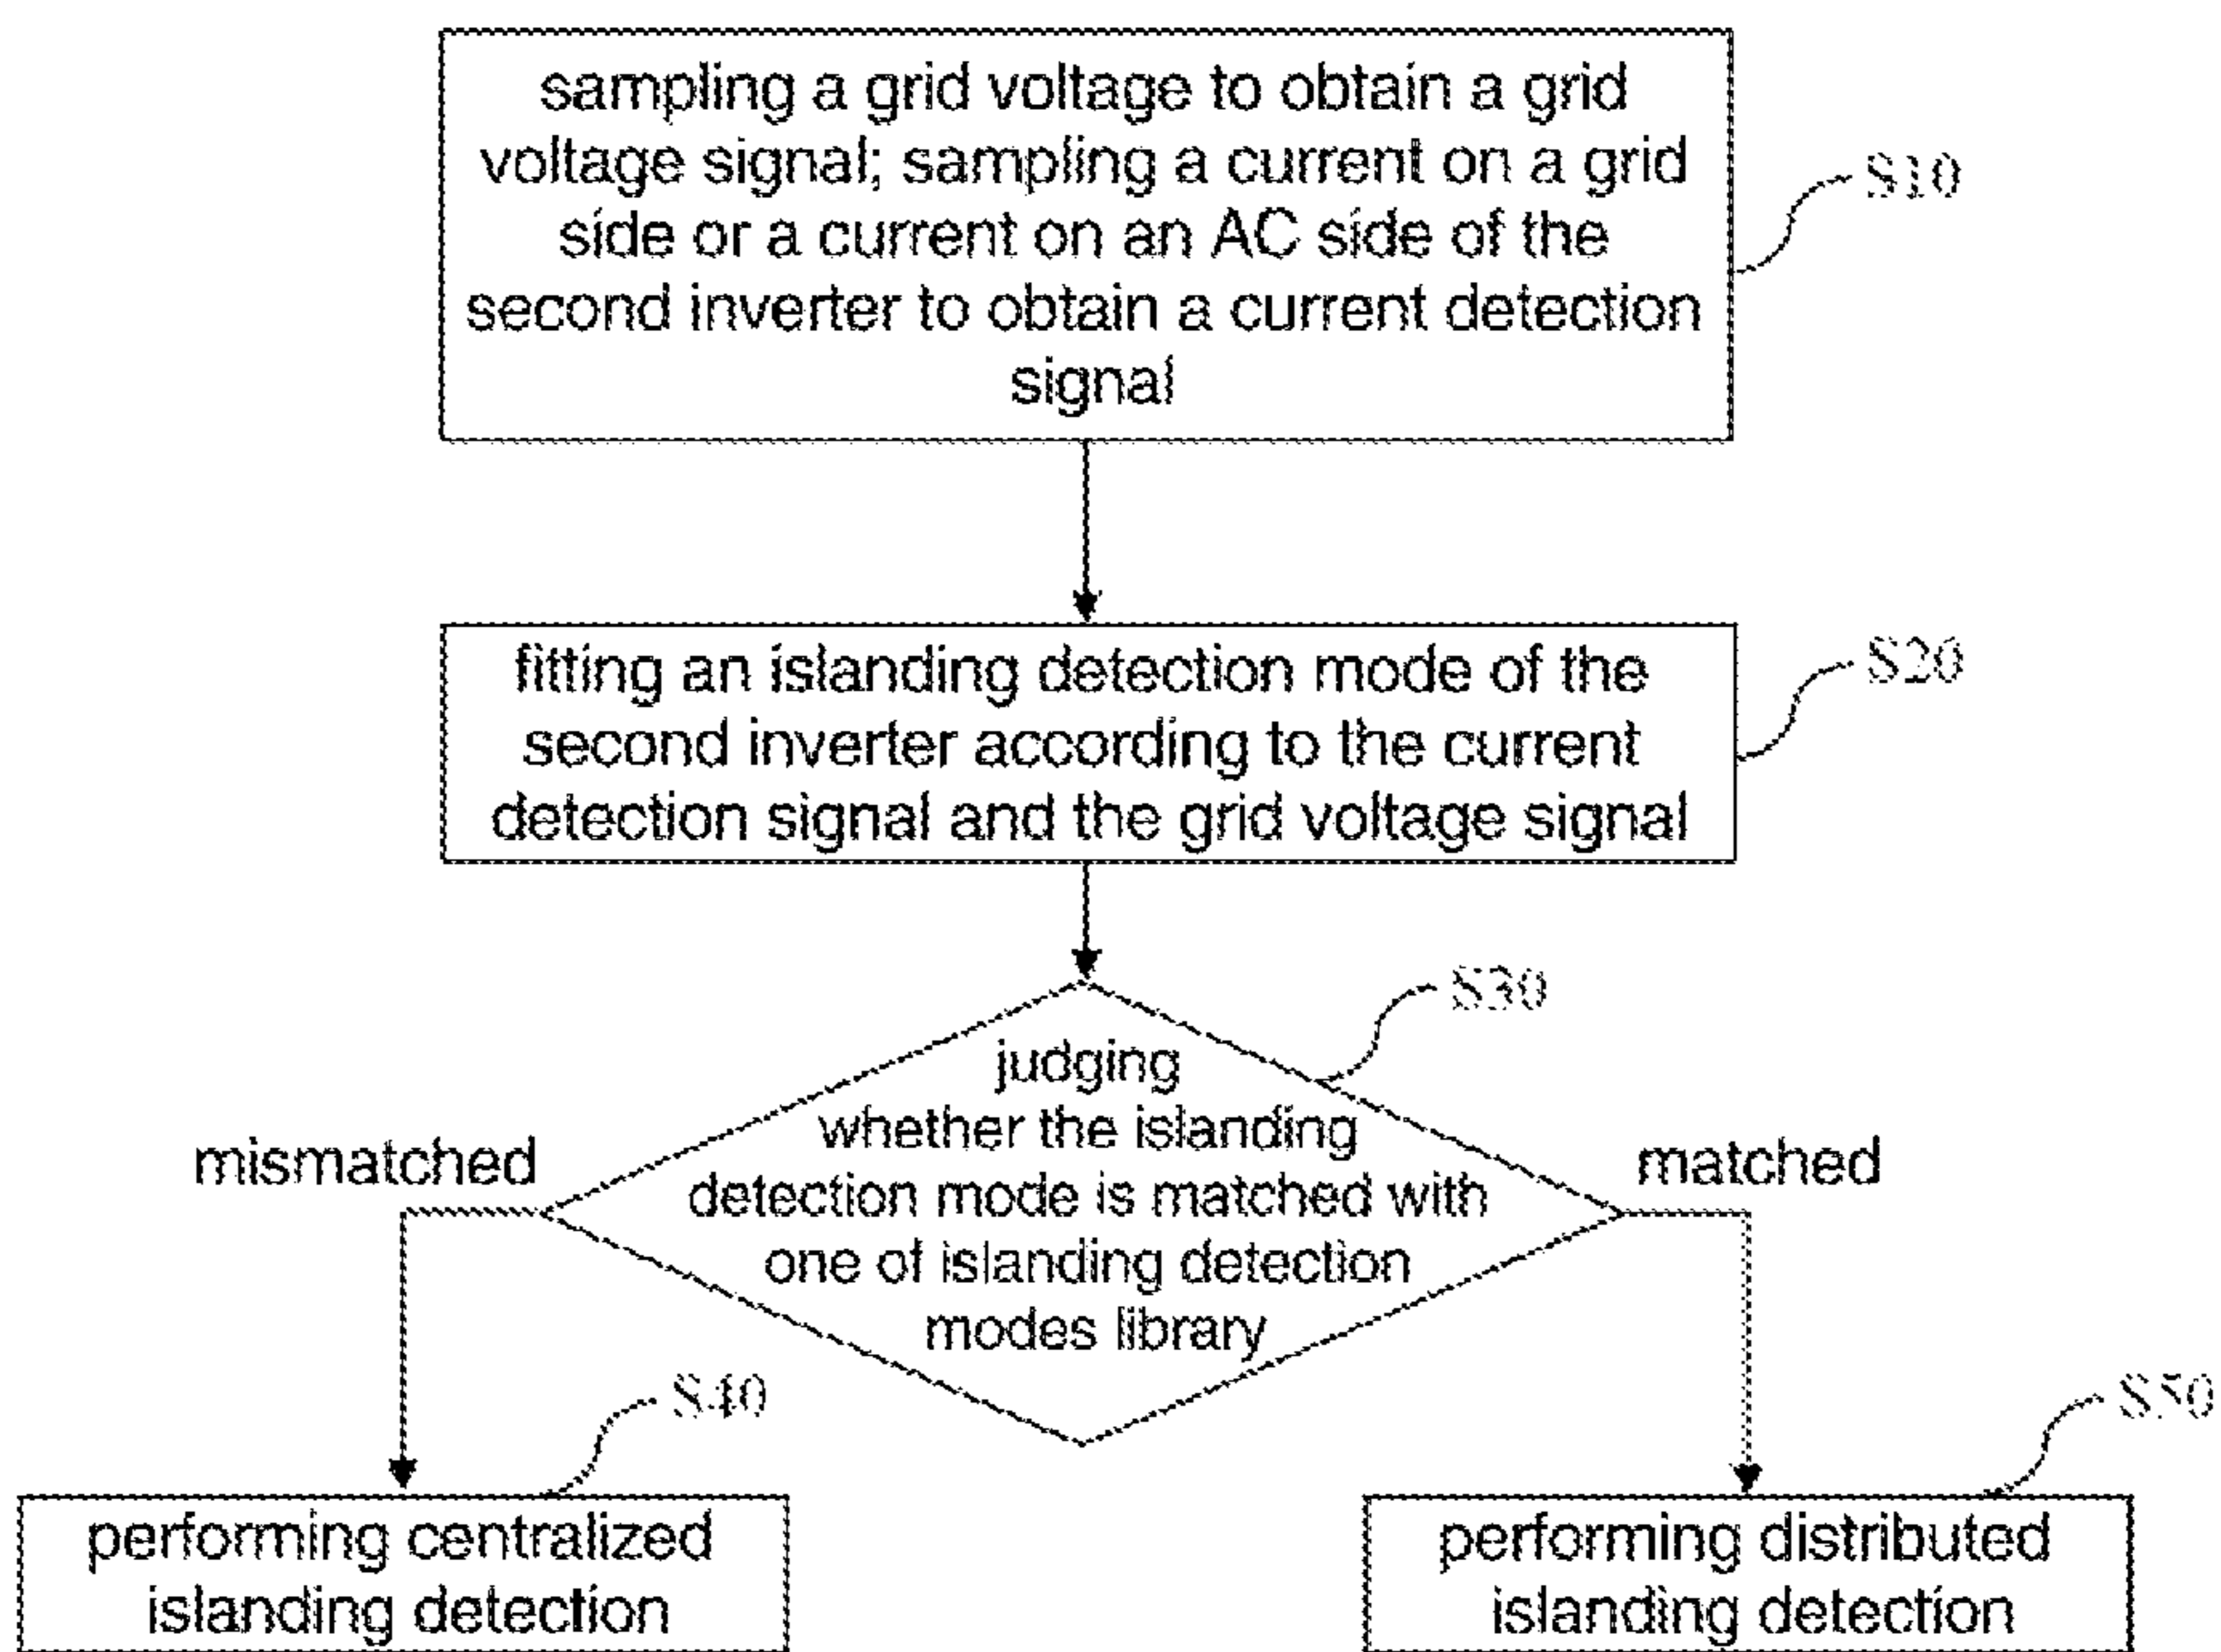 sampling a grid voltage to obtain a grid
voltage signal; sampling a current on a grid
side or a current on an AC side of the
second inverter to obtain a current detection
signal
S10
fitting an islanding detection mode of the
second inverter according to the current
detection signal and the grid voltage signal
S20
S30
judging
whether the islanding
detection mode is matched with
one of islanding detection
modes library
mismatched
matched
S40
S50
performing centralized
islanding detection
performing distributed
islanding detection